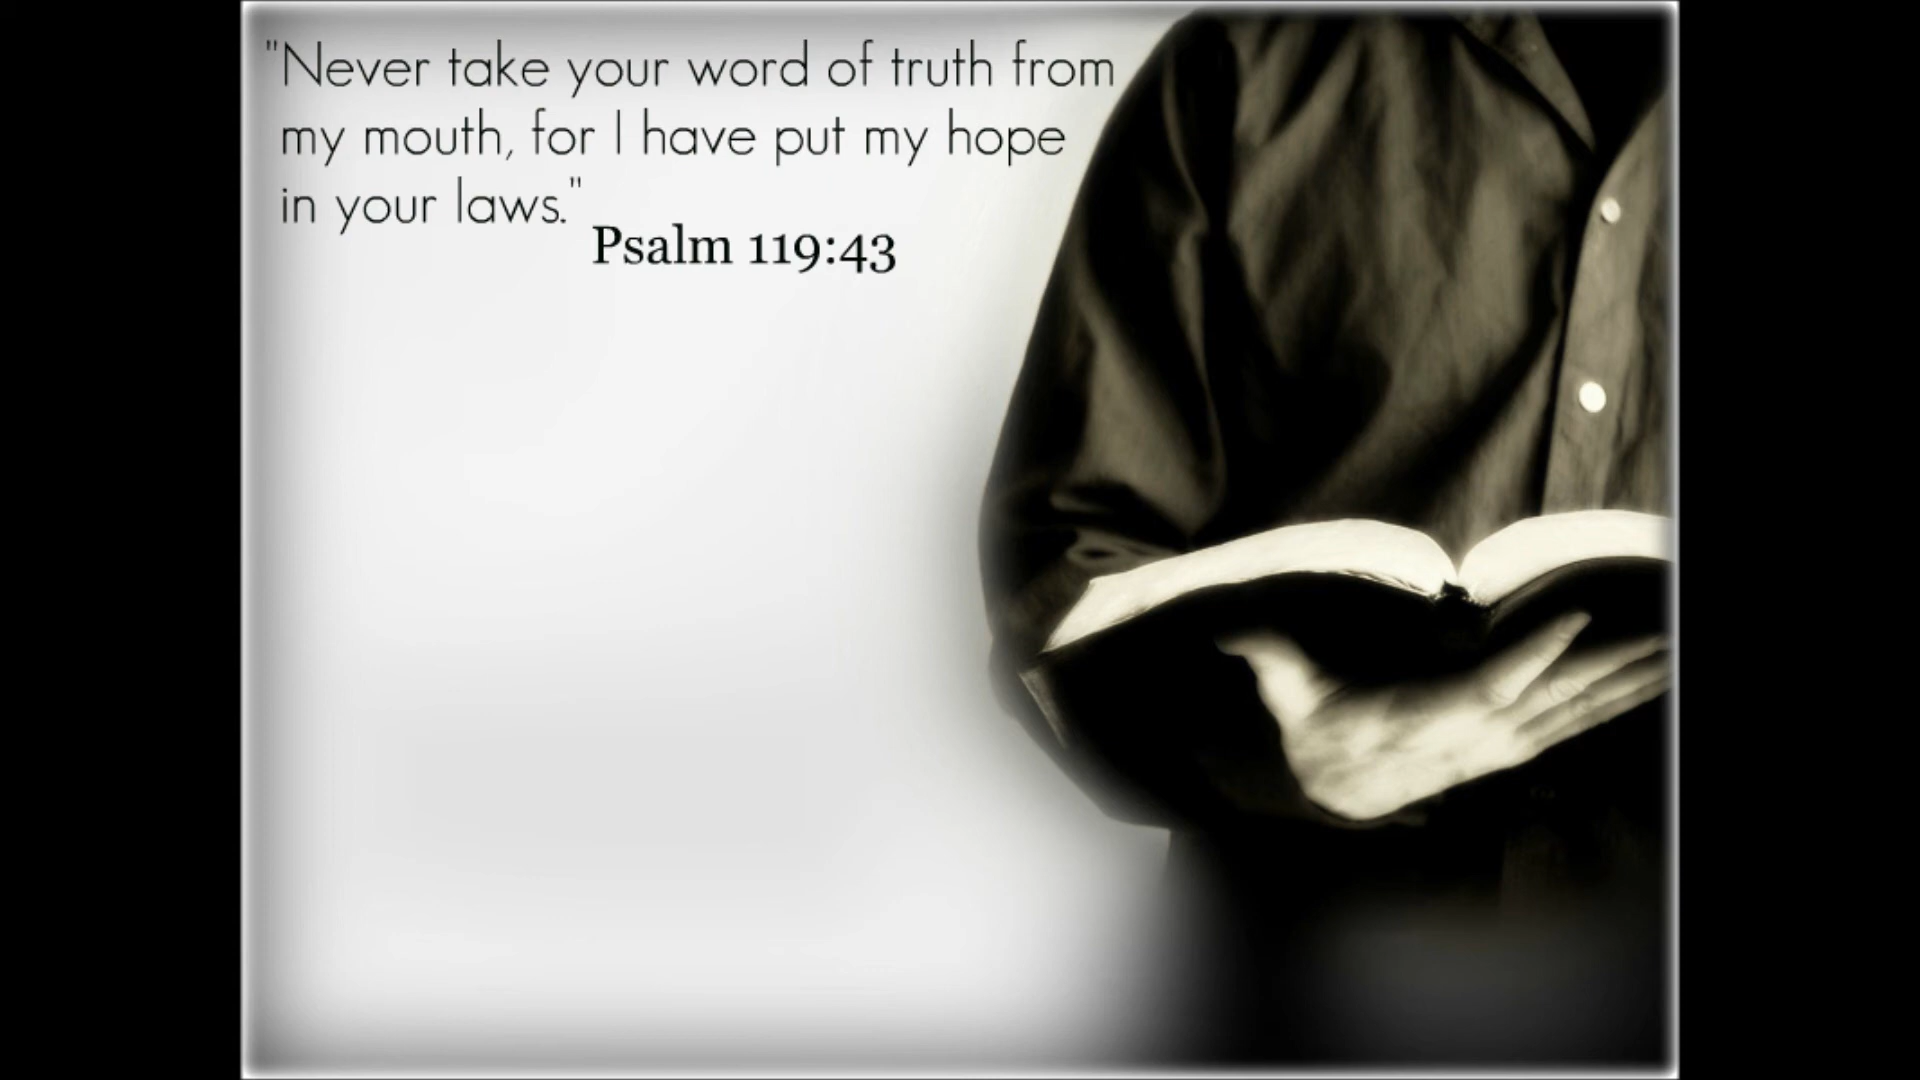 "Never take your word of truth from
my mouth, for I have put my hope
in your laws."
Psalm 119:43